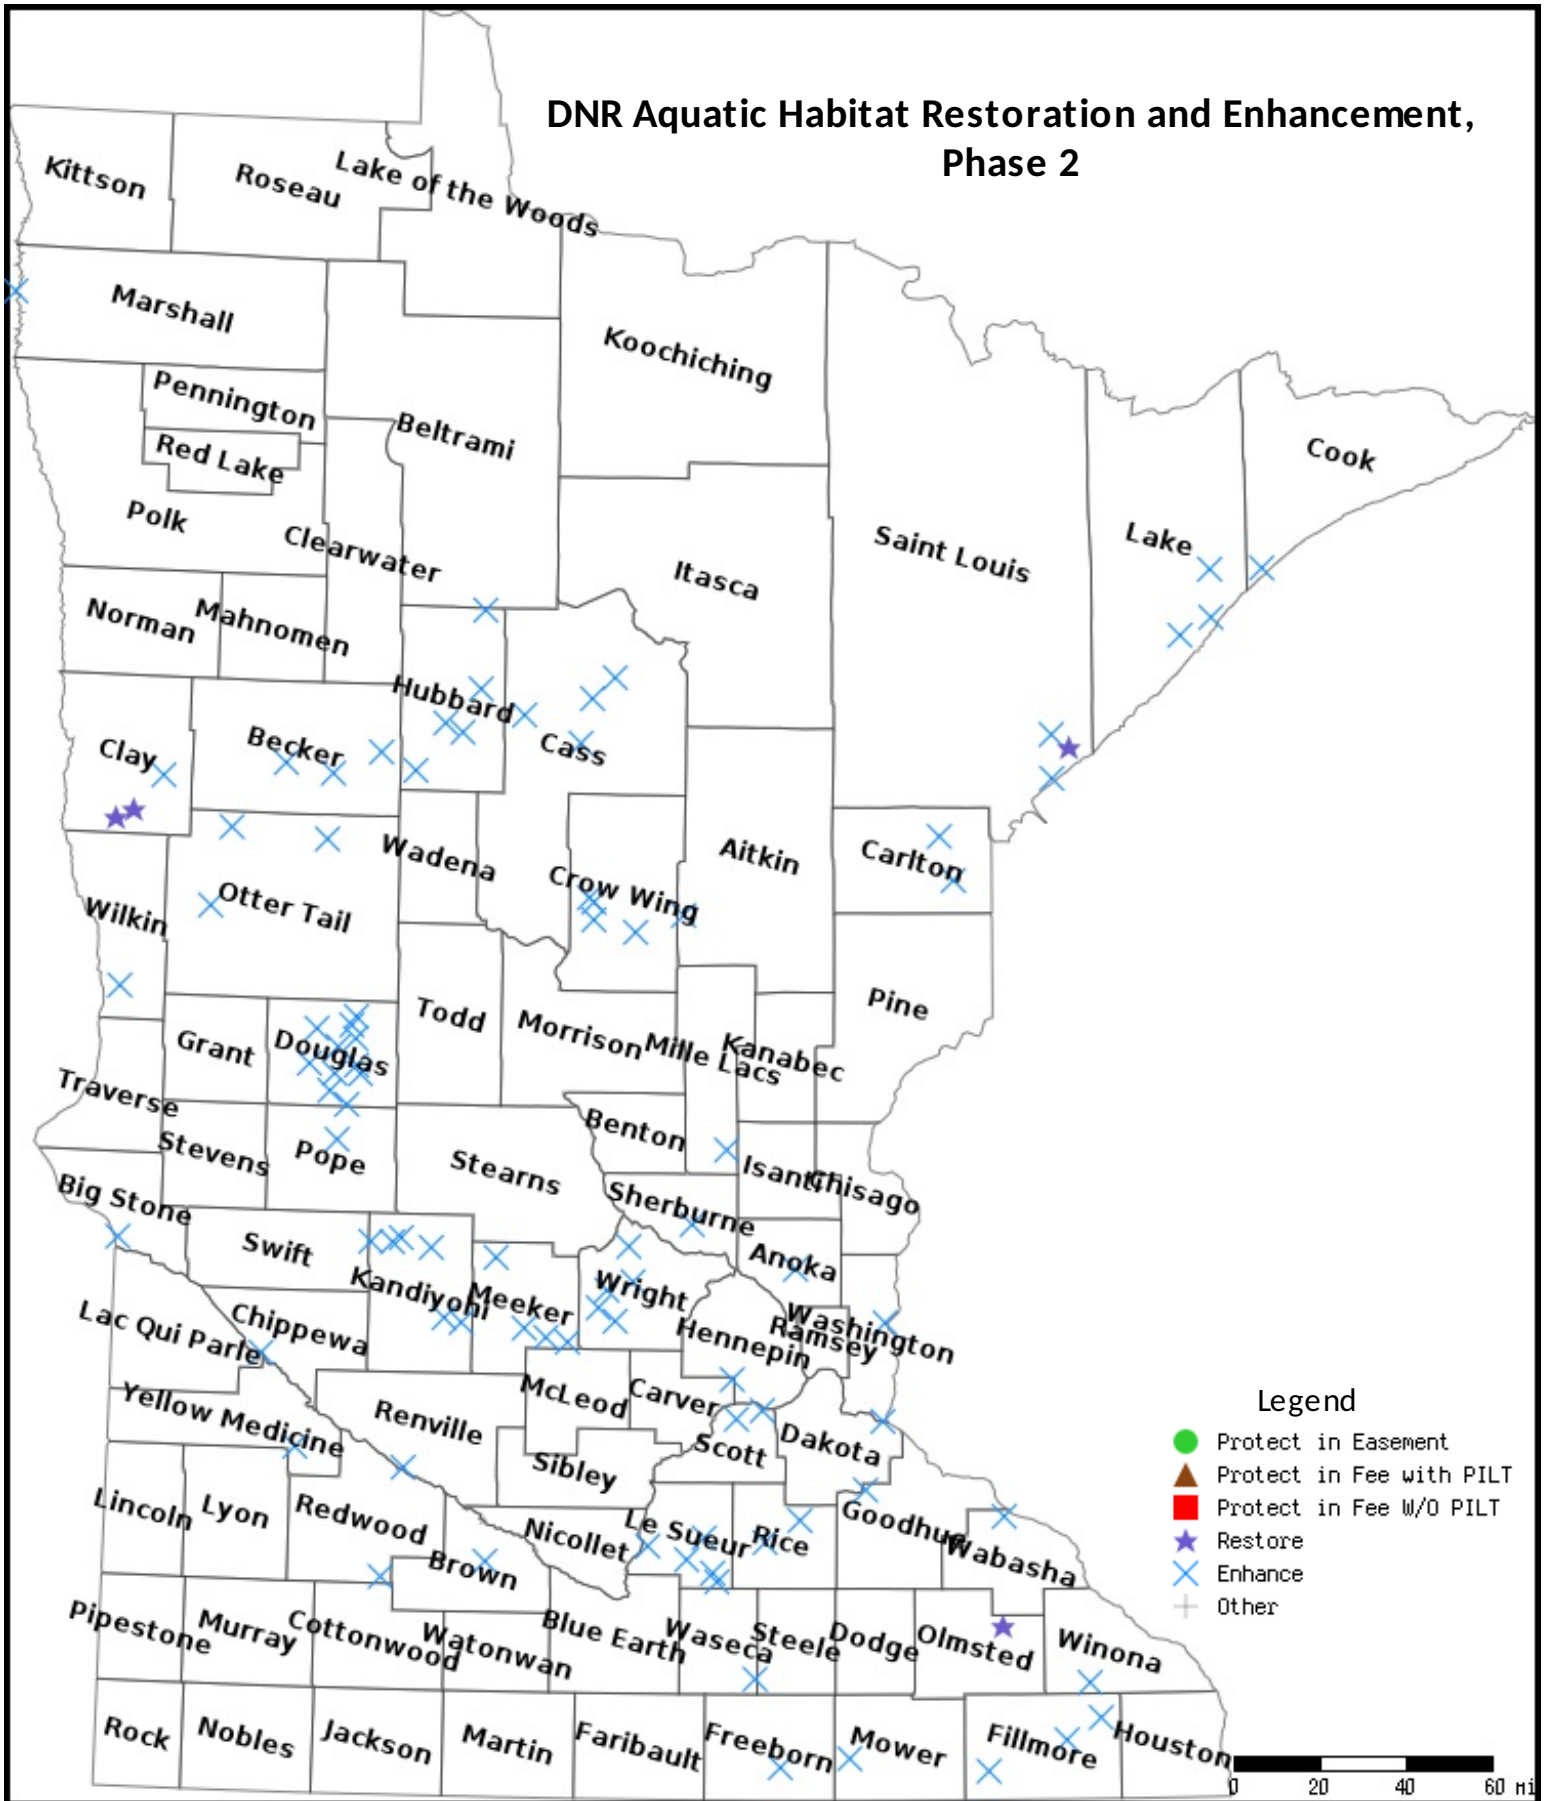 DNR Aquatic Habitat Restoration and Enhancement,
Phase 2
Kittson
Roseau
Lake of the Woods
Marshall
Koochiching
Pennington
Beltrami
Red Lake
Cook
Polk
Clearwater
Saint Louis
Lake
Itasca
Norman
Mahnomen
Hubbard
Clay
Becker
Cass
Wadena
Aitkin
Carlton
Crow Wing
Wilkin
Otter Tail
Pine
Todd
Morrison
Grant
Douglas
Mille Lacs
Kanabec
Traverse
Benton
Stevens
Pope
Stearns
Isanti
Chisago
Big Stone
Sherburne
Swift
Anoka
Kandiyohi
Meeker
Wright
Lac Qui Parle
Chippewa
Hennepin
Ramsey
Washington
Yellow Medicine
Renville
McLeod
Carver
Scott
Dakota
Sibley
Lincoln
Lyon
Redwood
Brown
Nicollet
Le Sueur
Rice
Goodhue
Wabasha
Pipestone
Murray
Cottonwood
Watonwan
Blue Earth
Waseca
Steele
Dodge
Olmsted
Winona
Rock
Nobles
Jackson
Martin
Faribault
Freeborn
Mower
Fillmore
Houston
Legend
Protect in Easement
Protect in Fee with PILT
Protect in Fee W/O PILT
Restore
Enhance
Other
0 20 40 60 mi